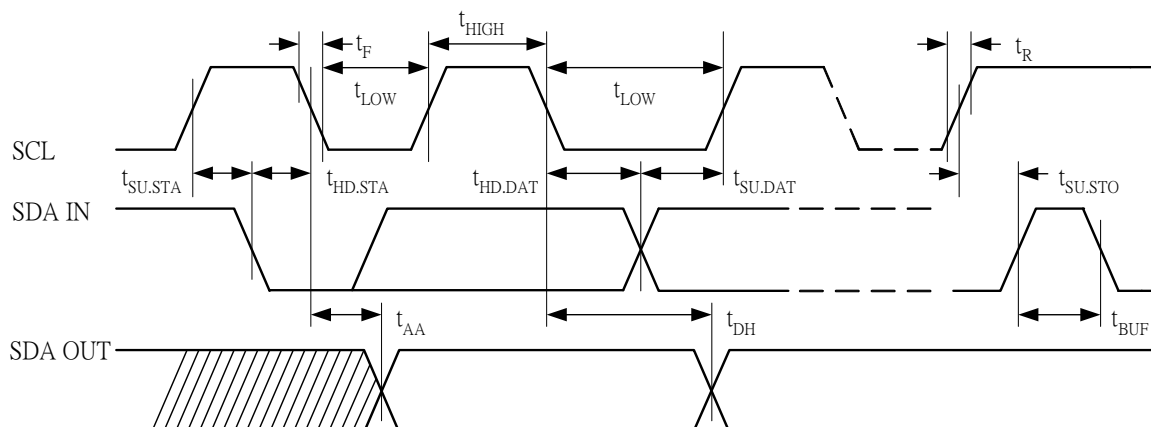 tHIGH
tF
tR
tLOW
tLOW
SCL
tSU.STA
tHD.STA
tHD.DAT
tSU.DAT
tSU.STO
SDA IN
tAA
tDH
tBUF
SDA OUT